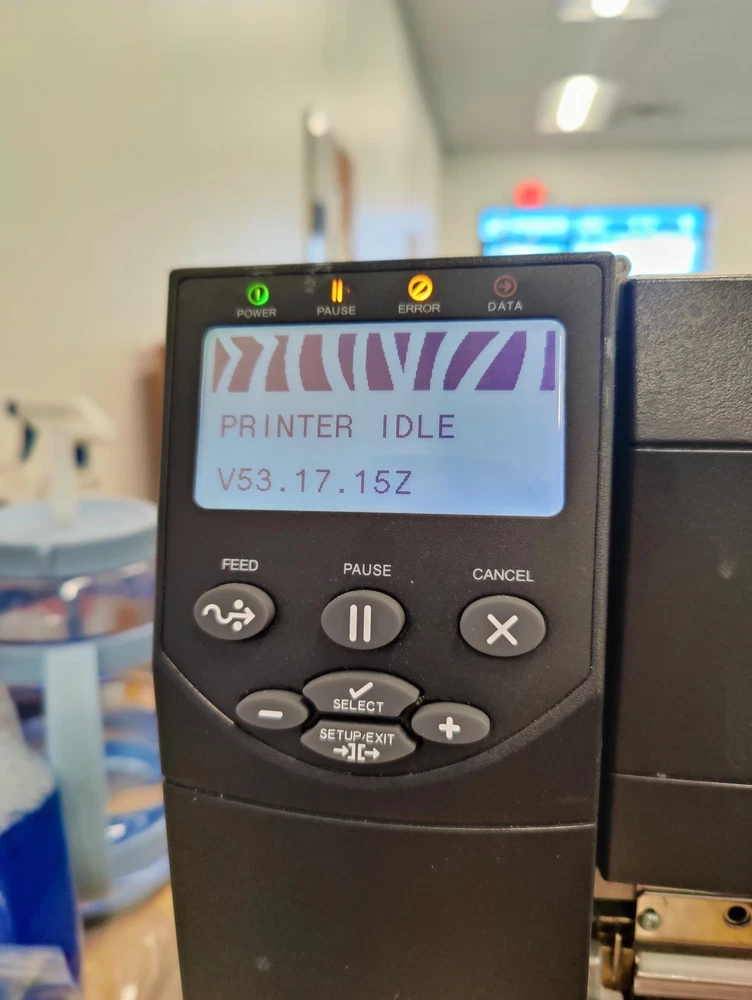 POWER PAUSE ERROR DATA
PRINTER IDLE
V53.17.15Z
FEED PAUSE CANCEL
SELECT
SETUP/EXIT